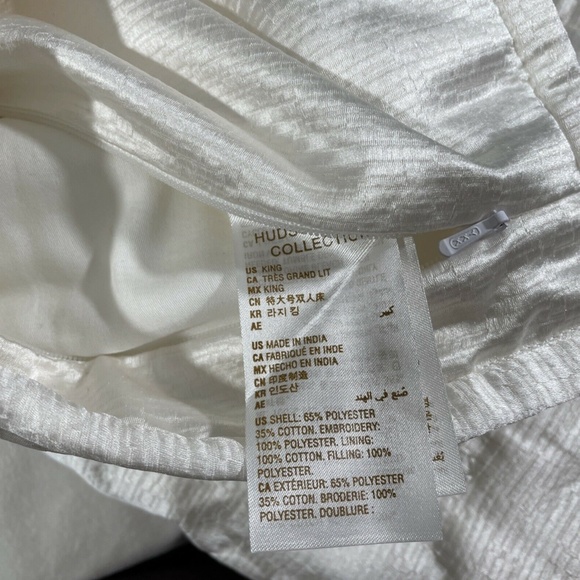 COLLECTION
US KING
CA TRÈS GRAND LIT
MX KING
CN 特大号双人床
KR 라지 킹
AE كبير
US MADE IN INDIA
CA FABRIQUÉ EN INDE
MX HECHO EN INDIA
CN 印度制造
KR 인도산
AE صُنع في الهند
US SHELL: 65% POLYESTER
35% COTTON. EMBROIDERY:
100% POLYESTER. LINING:
100% COTTON. FILLING: 100%
POLYESTER.
CA EXTÉRIEUR: 65% POLYESTER
35% COTON. BRODERIE: 100%
POLYESTER. DOUBLURE :